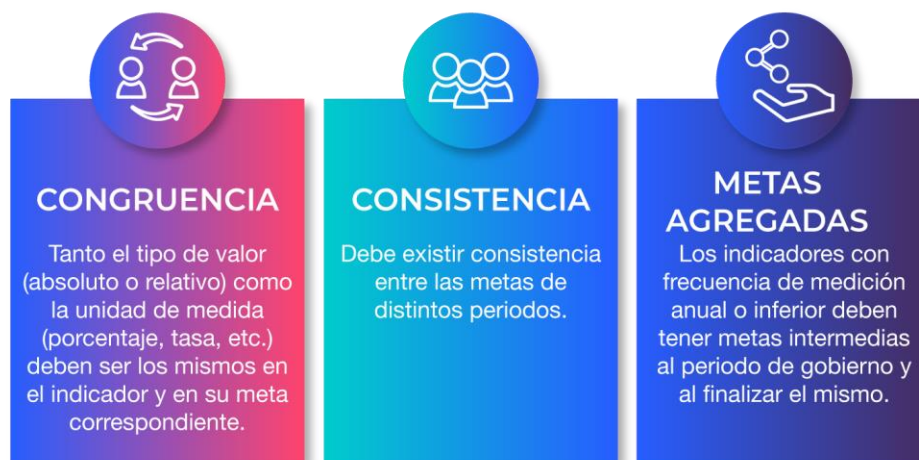 CONGRUENCIA
Tanto el tipo de valor
(absoluto o relativo) como
la unidad de medida
(porcentaje, tasa, etc.)
deben ser los mismos en
el indicador y en su meta
correspondiente.
CONSISTENCIA
Debe existir consistencia
entre las metas de
distintos periodos.
METAS
AGREGADAS
Los indicadores con
frecuencia de medición
anual o inferior deben
tener metas intermedias
al periodo de gobierno y
al finalizar el mismo.